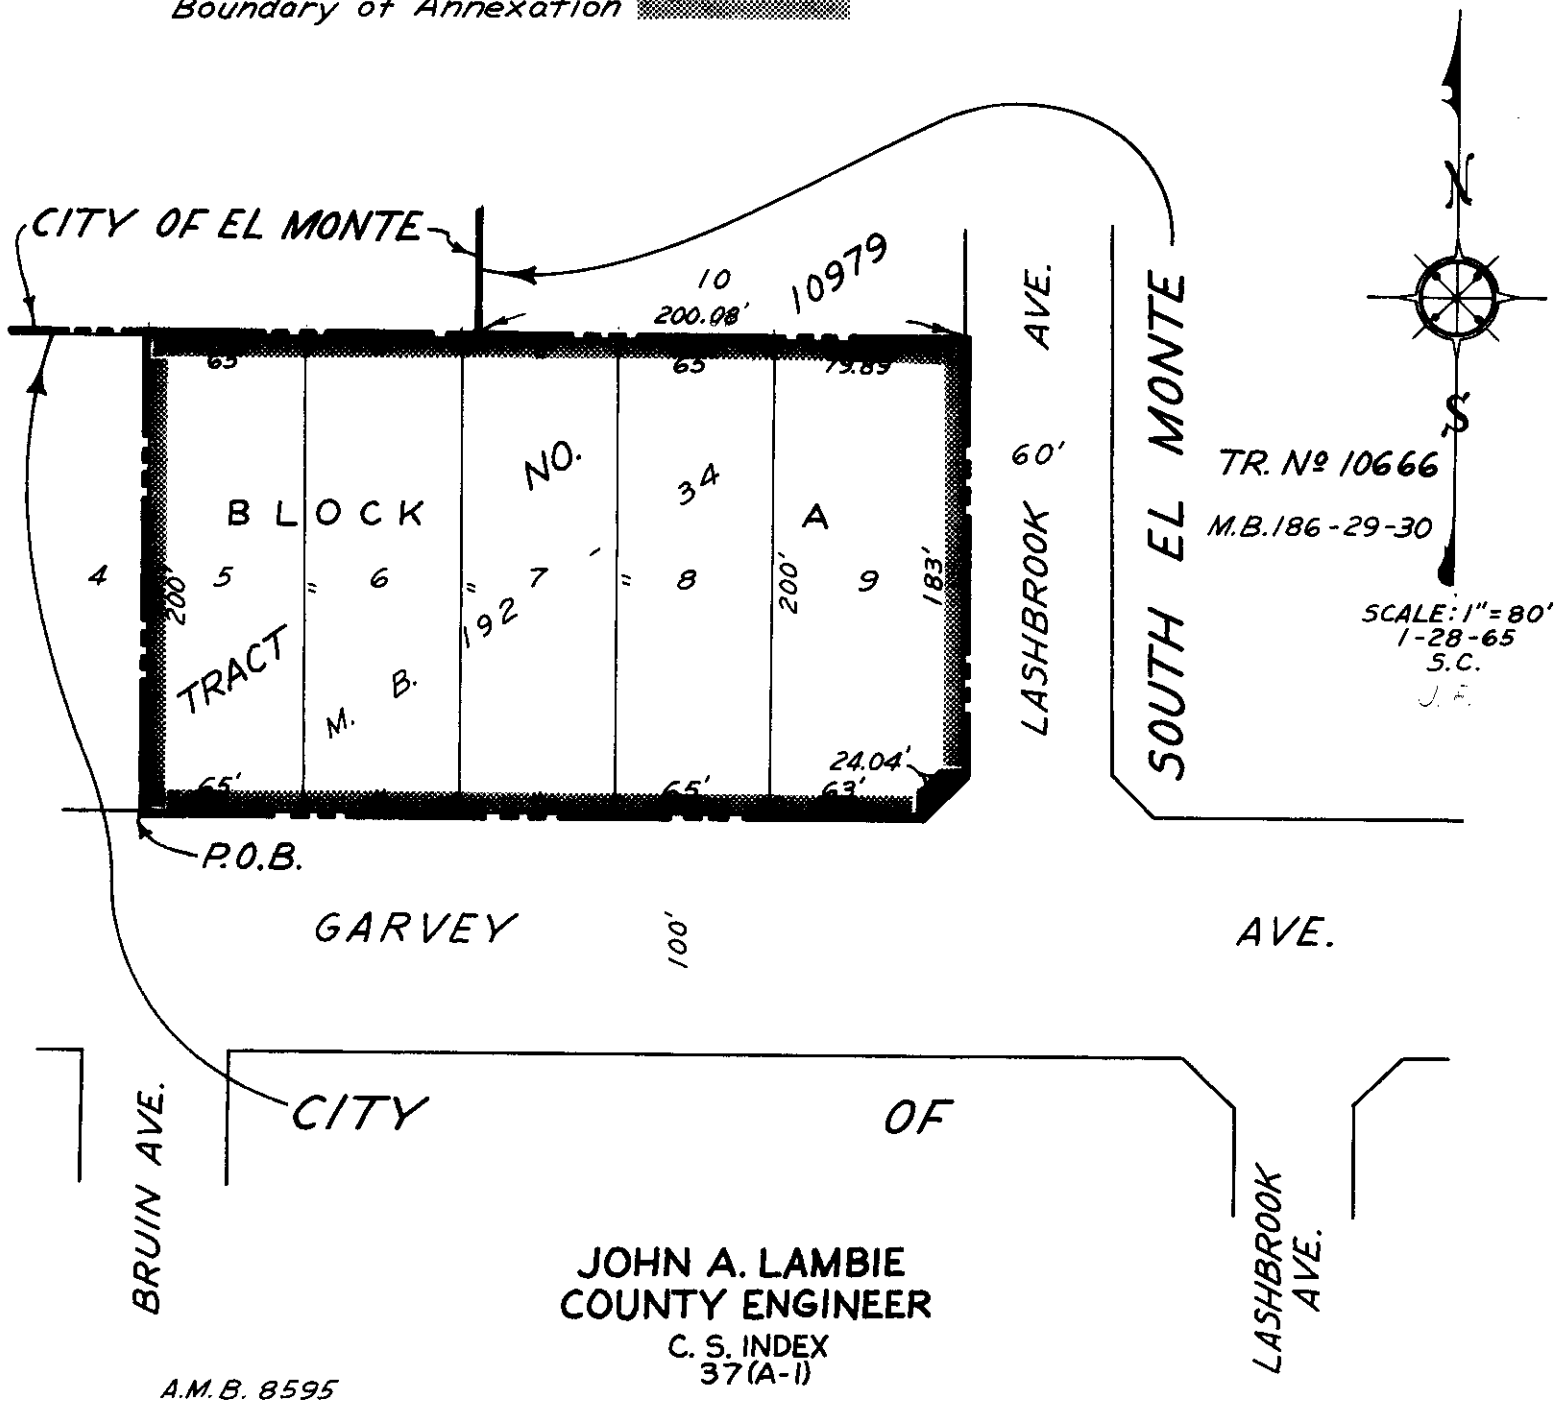 Boundary of Annexation
CITY OF EL MONTE
10
10979
200.98'
N
S
65'
65'
79.89'
AVE.
60'
LASHBROOK
SOUTH EL MONTE
TR. Nº 10666
M.B. 186-29-30
SCALE: 1"=80'
1-28-65
S.C.
NO.
34
BLOCK A
4
200'
5
"
6
"
7
"
8
200'
9
183'
192
TRACT
M. B.
24.04'
65'
65'
63'
P.O.B.
GARVEY AVE.
100'
CITY OF
BRUIN AVE.
LASHBROOK
AVE.
JOHN A. LAMBIE
COUNTY ENGINEER
C. S. INDEX
37(A-1)
A.M.B. 8595